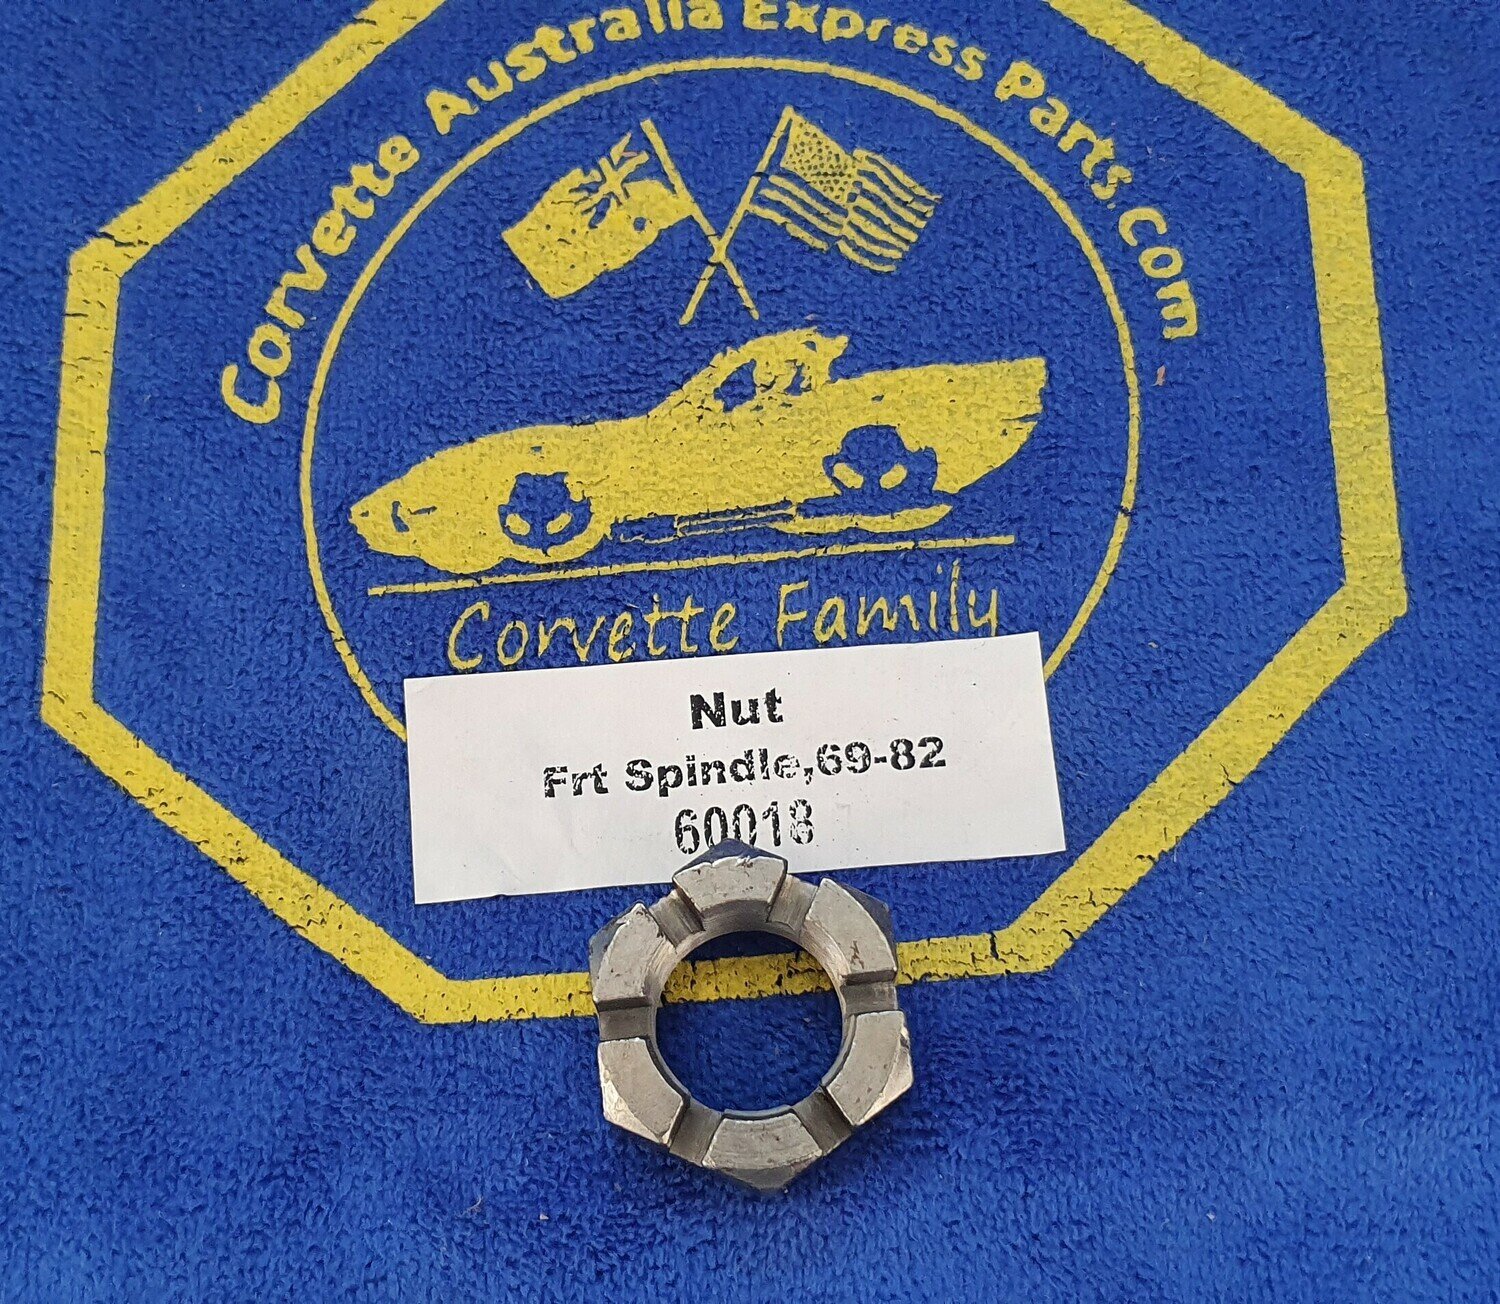 Corvette Australia Express Parts.com
Corvette Family
Nut
Frt Spindle,69-82
60018